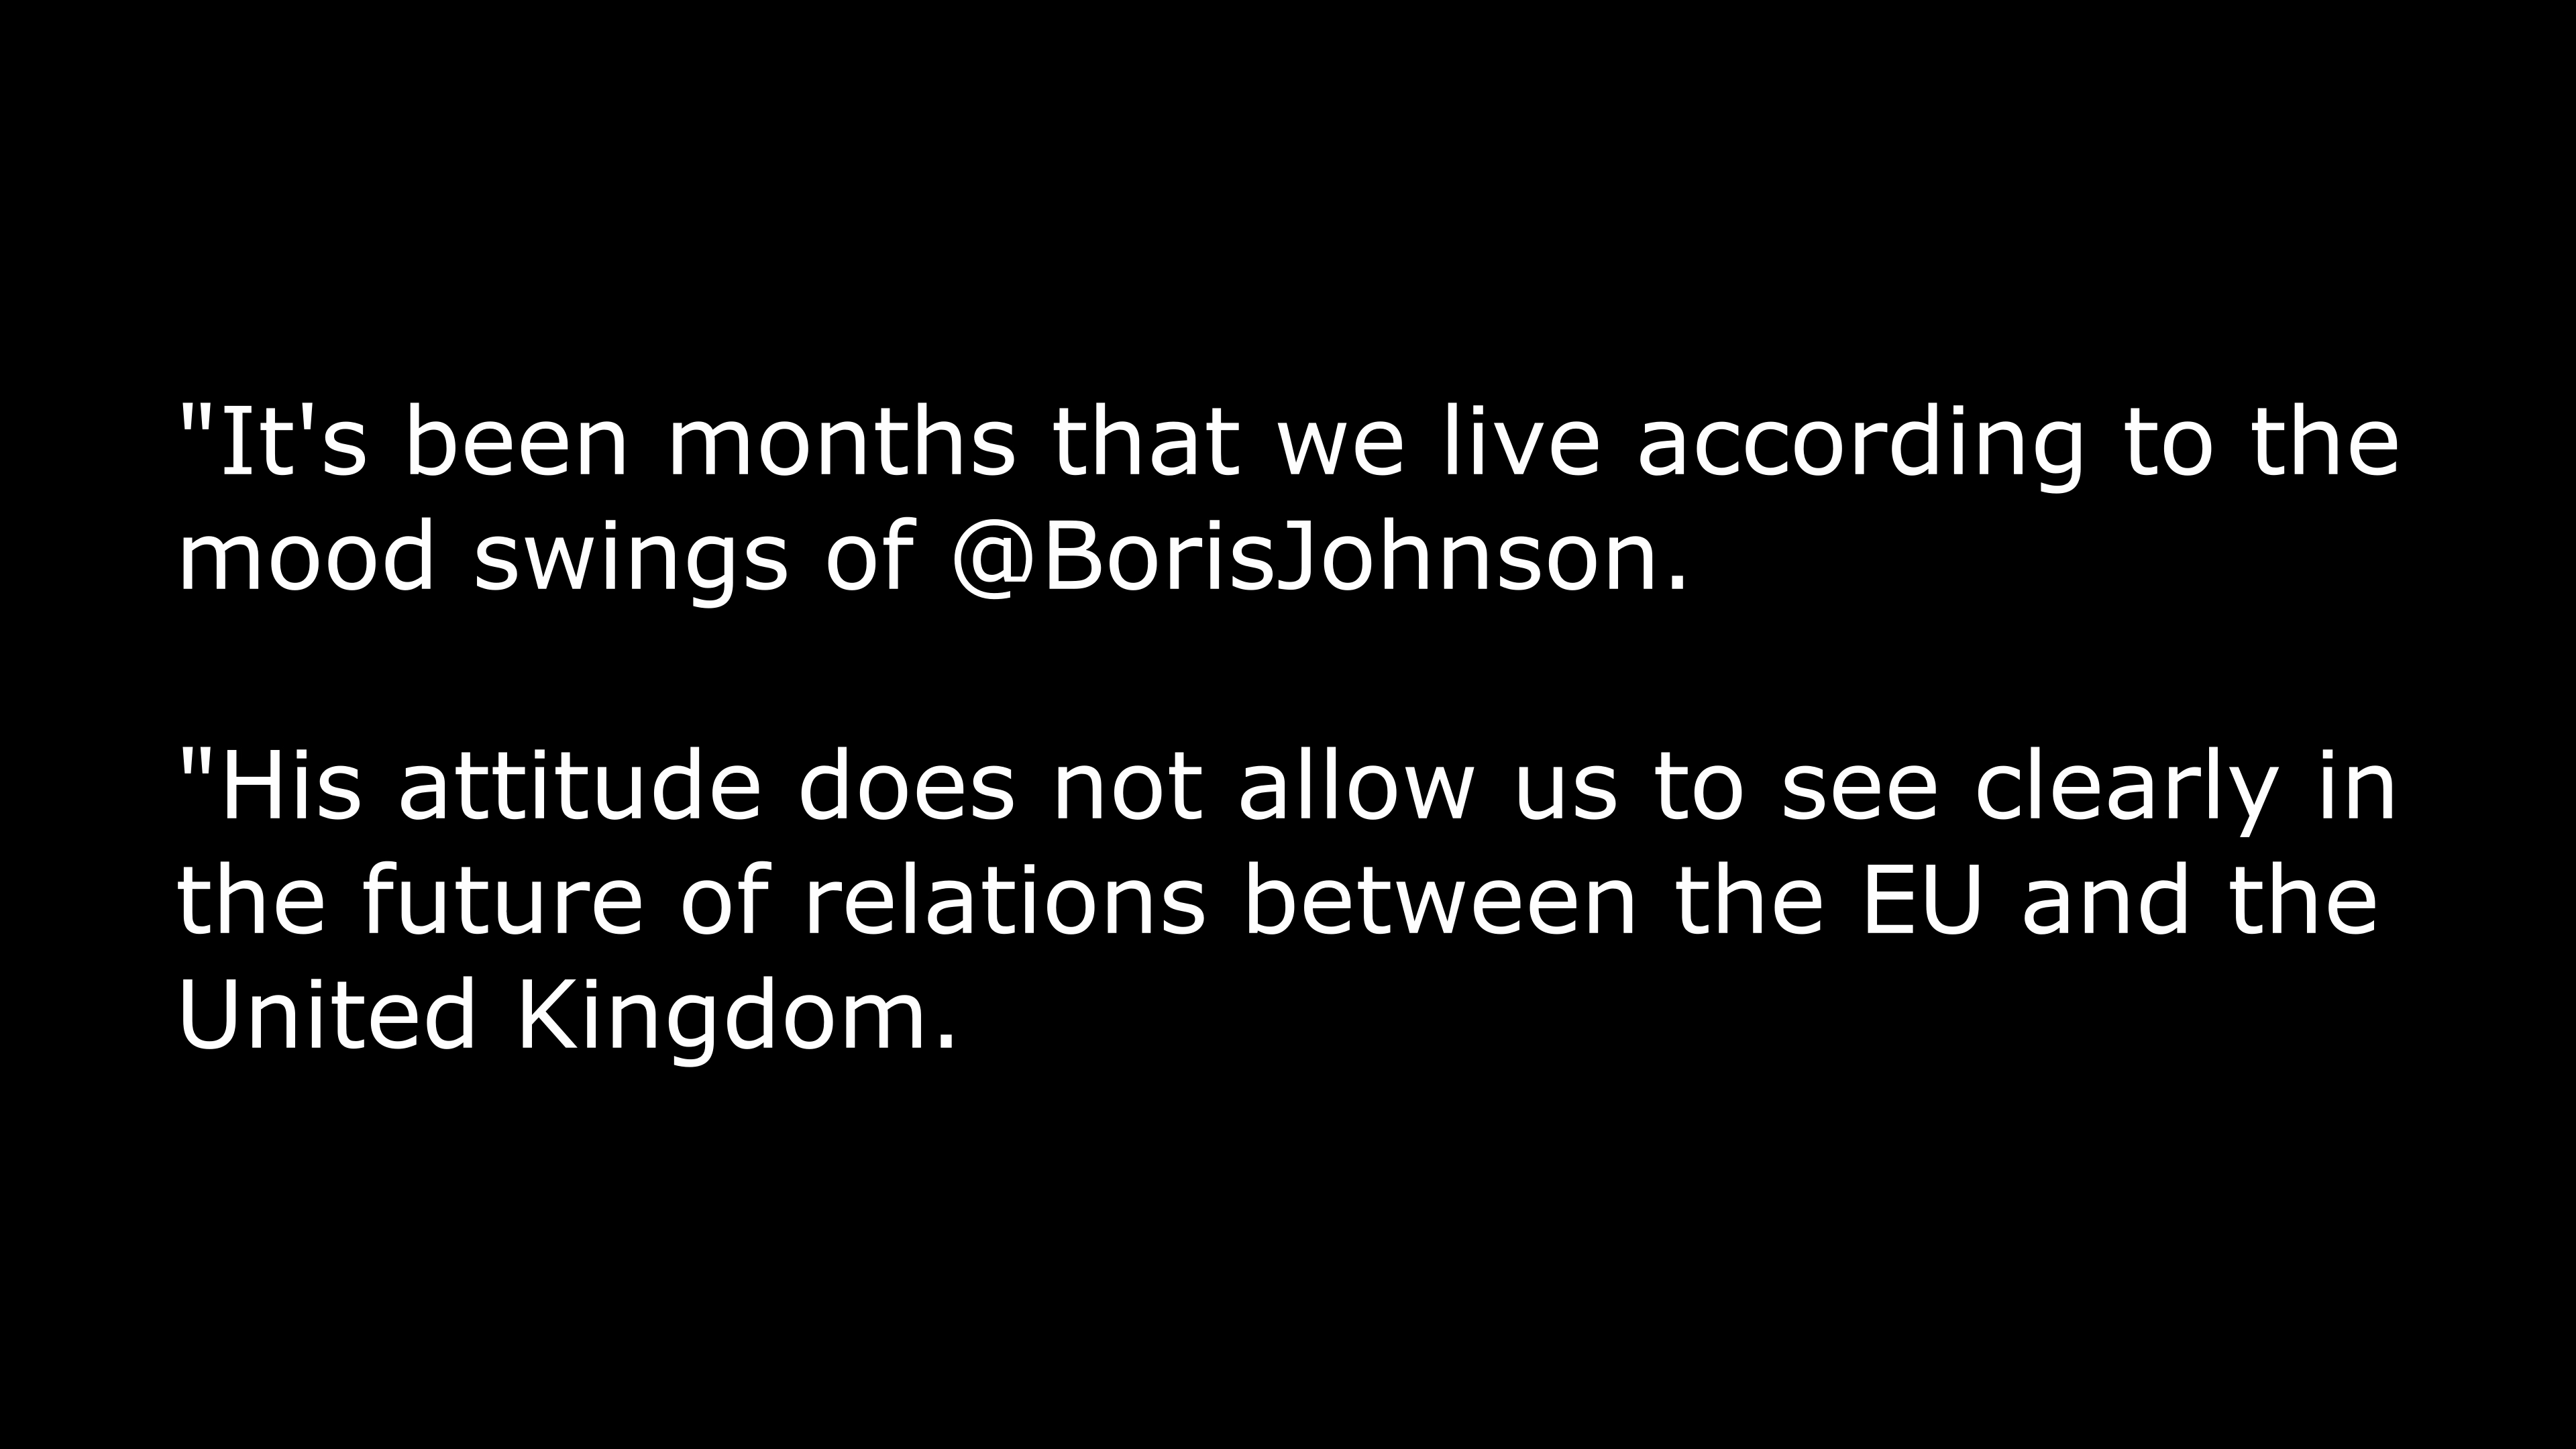 "It's been months that we live according to the
mood swings of @BorisJohnson.
"His attitude does not allow us to see clearly in
the future of relations between the EU and the
United Kingdom.